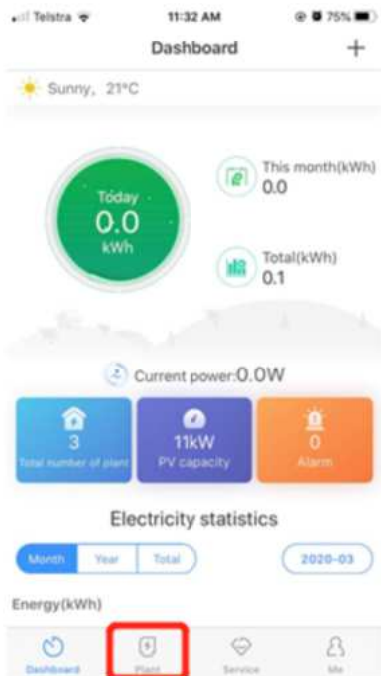 Telstra 11:32 AM 75%
Dashboard +
Sunny, 21°C
Today
0.0
kWh
This month(kWh)
0.0
Total(kWh)
0.1
Current power:0.0W
3
Total number of plant
11kW
PV capacity
0
Alarm
Electricity statistics
Month Year Total 2020-03
Energy(kWh)
Dashboard Plant Service Me